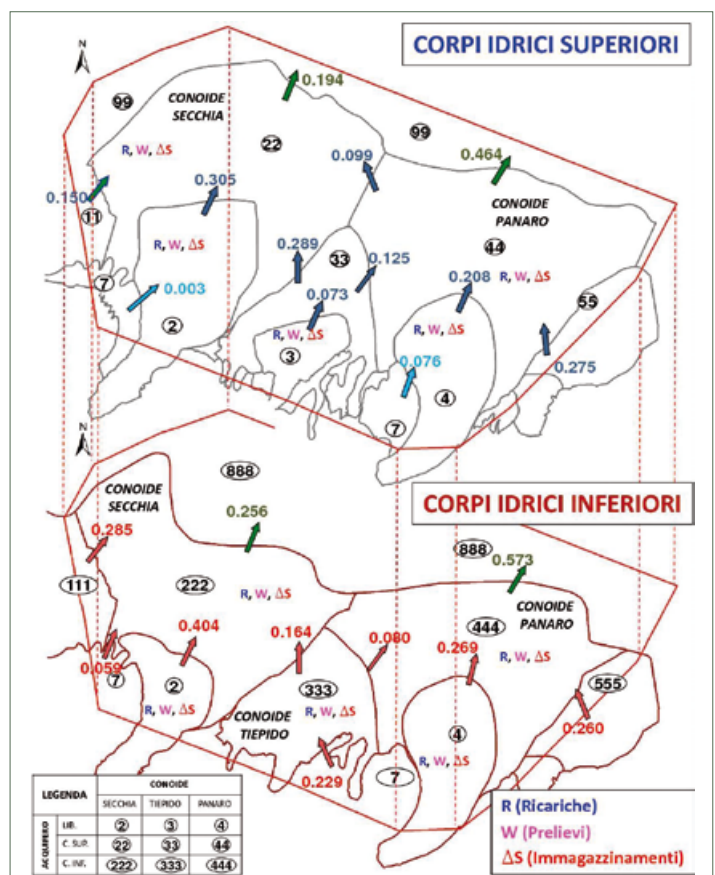 CORPI IDRICI SUPERIORI
N
0.194
99
CONOIDE
SECCHIA
99
22
R, W, ΔS
0.099
0.464
0.150
0.305
CONOIDE
PANARO
11
44
R, W, ΔS
0.289
33
0.125
R, W, ΔS
7
0.003
0.073
0.208
55
2
R, W, ΔS
R, W, ΔS
3
0.076
0.275
4
7
N
888
CONOIDE
SECCHIA
CORPI IDRICI INFERIORI
0.256
888
0.285
0.573
111
222
R, W, ΔS
CONOIDE
PANARO
0.404
0.164
0.080
0.269
444
R, W, ΔS
0.059
7
2
333
555
R, W, ΔS
R, W, ΔS
CONOIDE
TIEPIDO
4
0.260
R, W, ΔS
0.229
7
LEGENDA
CONOIDE
SECCHIA TIEPIDO PANARO
ACQUIFERO
LIB. 2 3 4
C. SUP. 22 33 44
C. INF. 222 333 444
R (Ricariche)
W (Prelievi)
ΔS (Immagazzinamenti)